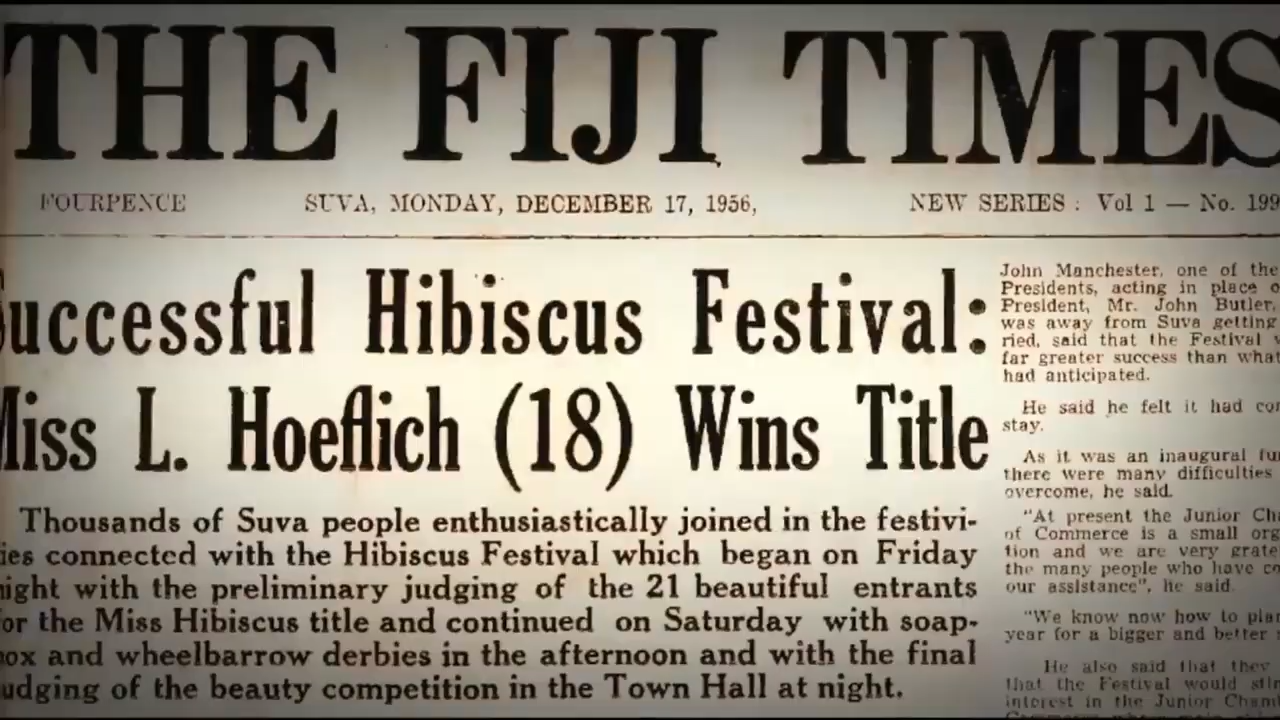 THE FIJI TIMES
FOURPENCE SUVA, MONDAY, DECEMBER 17, 1956, NEW SERIES : Vol 1 — No. 199
Successful Hibiscus Festival:
Miss L. Hoeflich (18) Wins Title
Thousands of Suva people enthusiastically joined in the festivi-
ies connected with the Hibiscus Festival which began on Friday
night with the preliminary judging of the 21 beautiful entrants
for the Miss Hibiscus title and continued on Saturday with soap-
box and wheelbarrow derbies in the afternoon and with the final
udging of the beauty competition in the Town Hall at night.
John Manchester, one of the
Presidents, acting in place o
President, Mr. John Butler,
was away from Suva getting
ried, said that the Festival
far greater success than what
had anticipated.
He said he felt it had co
stay.
As it was an inaugural fu
there were many difficulties
overcome, he said.
"At present the Junior Ch
of Commerce is a small org
tion and we are very grate
the many people who have co
our assistance", he said.
"We know now how to pla
year for a bigger and better
He also said that they
that the Festival would sti
interest in the Junior Cham